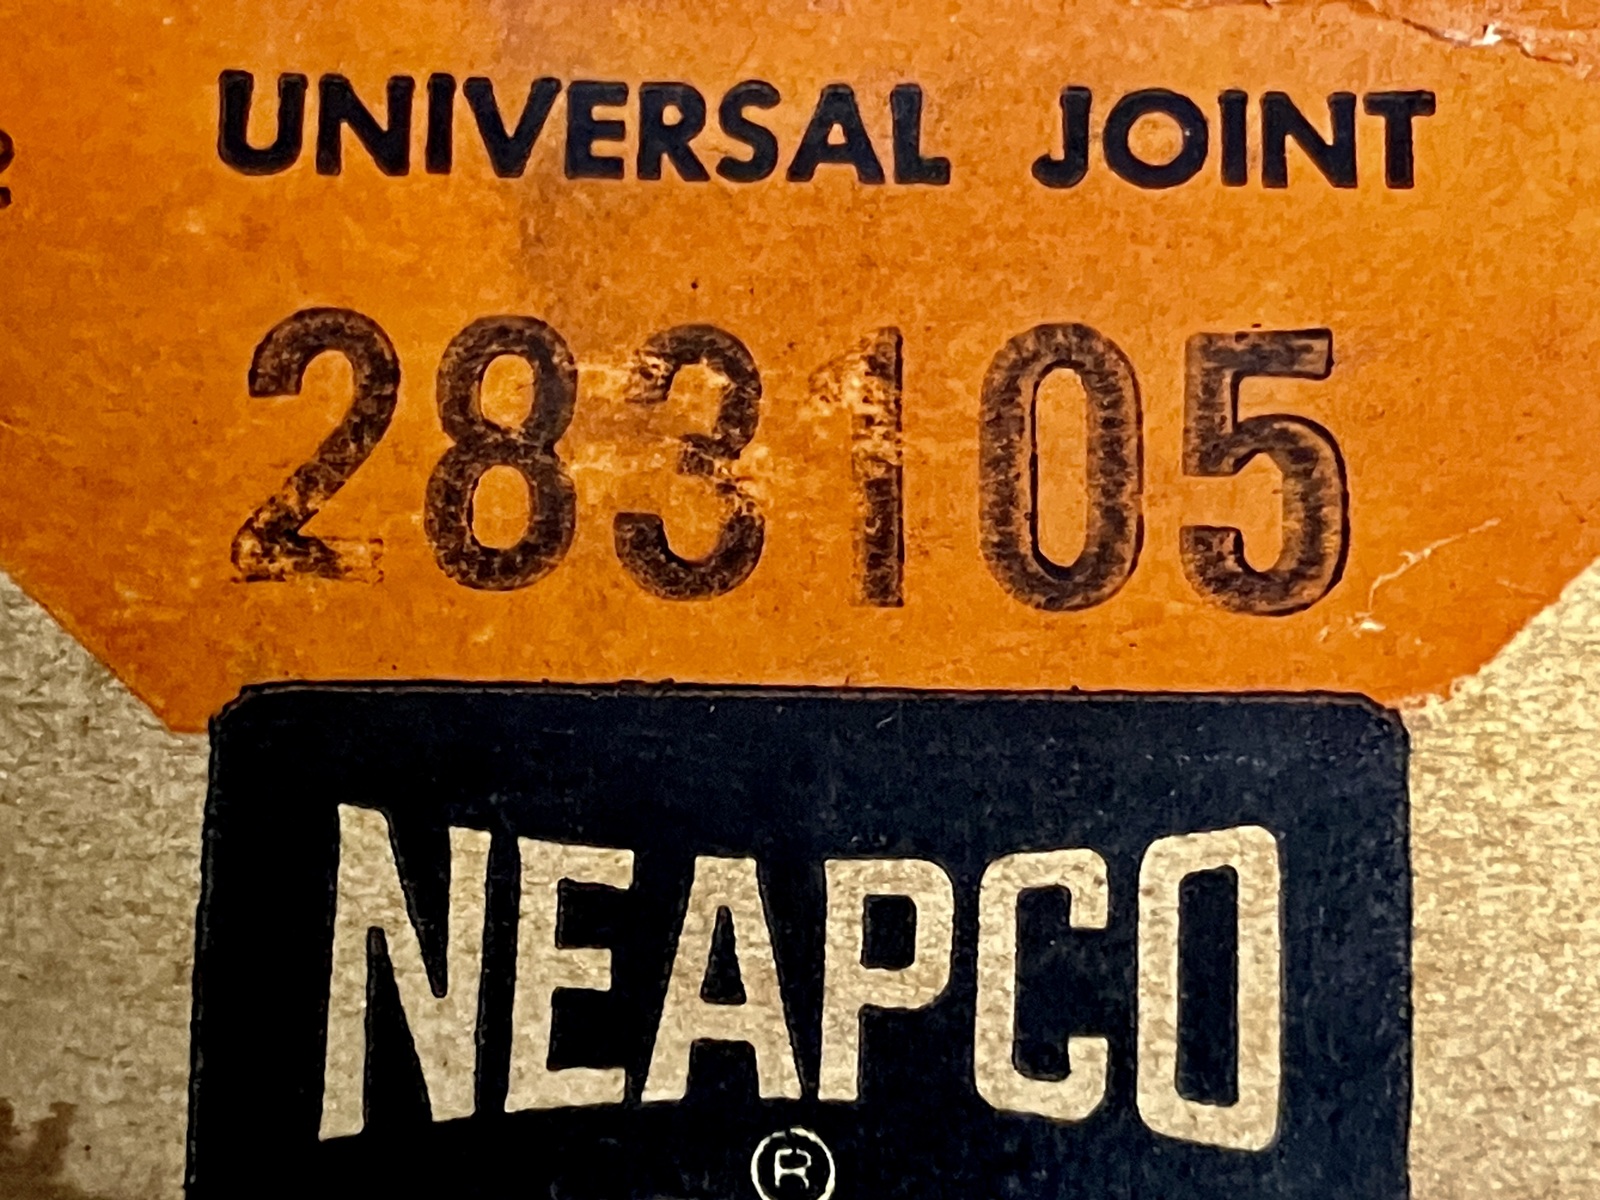 UNIVERSAL JOINT
283105
NEAPCO
®